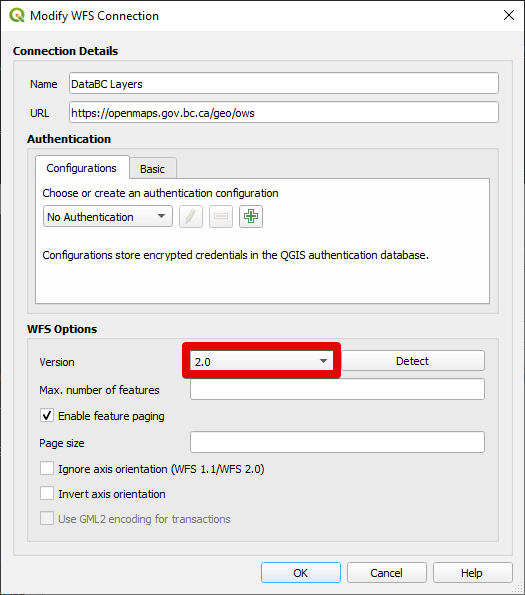 Modify WFS Connection
Connection Details
Name DataBC Layers
URL https://openmaps.gov.bc.ca/geo/ows
Authentication
Configurations Basic
Choose or create an authentication configuration
No Authentication
Configurations store encrypted credentials in the QGIS authentication database.
WFS Options
Version 2.0 Detect
Max. number of features
Enable feature paging
Page size
Ignore axis orientation (WFS 1.1/WFS 2.0)
Invert axis orientation
Use GML2 encoding for transactions
OK Cancel Help